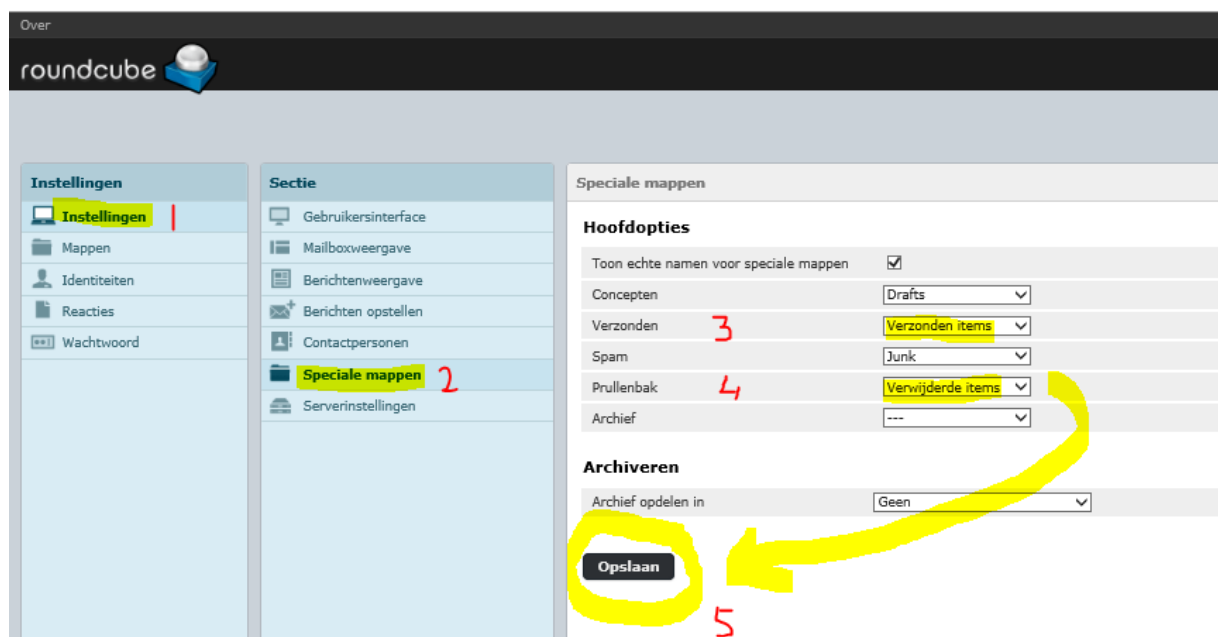 Over
roundcube
Instellingen
Instellingen 1
Mappen
Identiteiten
Reacties
Wachtwoord
Sectie
Gebruikersinterface
Mailboxweergave
Berichtenweergave
Berichten opstellen
Contactpersonen
Speciale mappen 2
Serverinstellingen
Speciale mappen
Hoofdopties
Toon echte namen voor speciale mappen
Concepten Drafts
Verzonden 3 Verzonden items
Spam Junk
Prullenbak 4 Verwijderde items
Archief ---
Archiveren
Archief opdelen in Geen
Opslaan
5